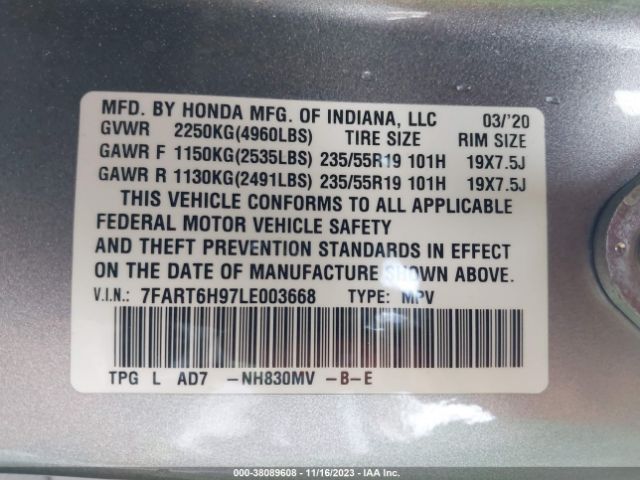 MFD. BY HONDA MFG. OF INDIANA, LLC 03/'20
GVWR 2250KG(4960LBS) TIRE SIZE RIM SIZE
GAWR F 1150KG(2535LBS) 235/55R19 101H 19X7.5J
GAWR R 1130KG(2491LBS) 235/55R19 101H 19X7.5J
THIS VEHICLE CONFORMS TO ALL APPLICABLE
FEDERAL MOTOR VEHICLE SAFETY
AND THEFT PREVENTION STANDARDS IN EFFECT
ON THE DATE OF MANUFACTURE SHOWN ABOVE.
V.I.N.: 7FART6H97LE003668 TYPE: MPV
TPG L AD7 -NH830MV -B-E
000-38089608 - 11/16/2023 - IAA Inc.